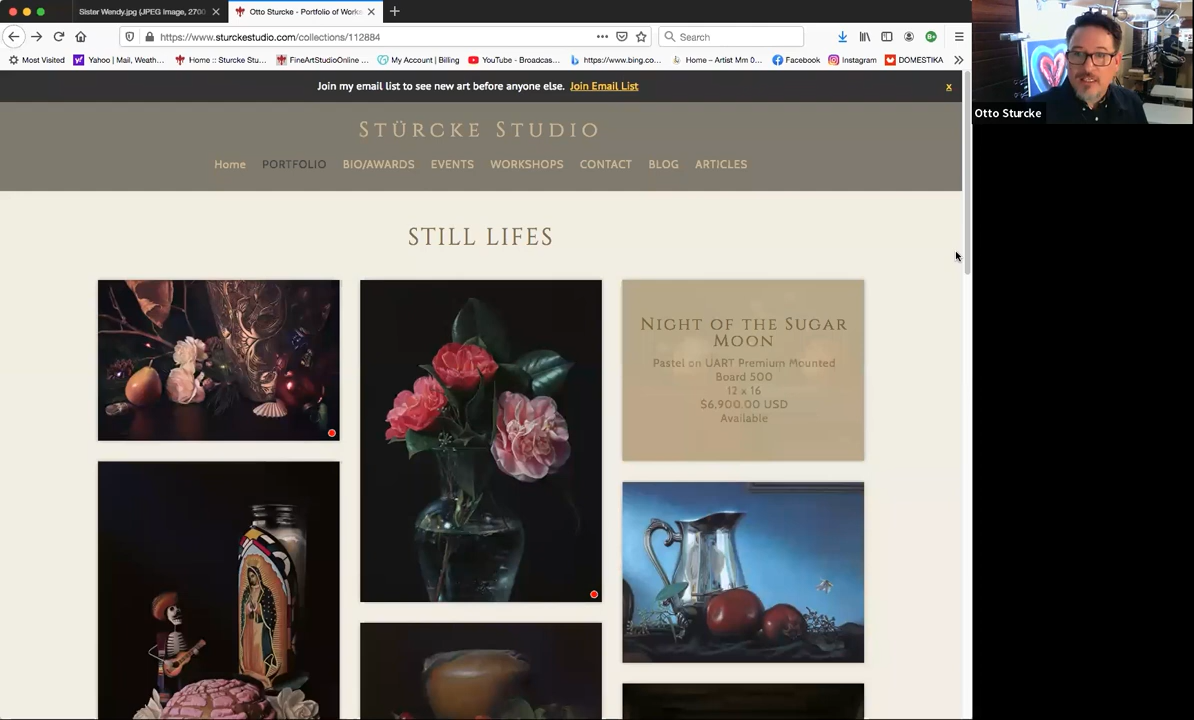 Sister Wendy.jpg (JPEG Image, 2700
Otto Sturcke - Portfolio of Works
https://www.sturckestudio.com/collections/112884
Search
Most Visited
Yahoo | Mail, Weath...
Home :: Sturcke Stu...
FineArtStudioOnline ...
My Account | Billing
YouTube - Broadcas...
https://www.bing.co...
Home – Artist Mm 0...
Facebook
Instagram
DOMESTIKA
Join my email list to see new art before anyone else. Join Email List
x
Otto Sturcke
STÜRCKE STUDIO
Home
PORTFOLIO
BIO/AWARDS
EVENTS
WORKSHOPS
CONTACT
BLOG
ARTICLES
STILL LIFES
NIGHT OF THE SUGAR
MOON
Pastel on UART Premium Mounted
Board 500
12 x 16
$6,900.00 USD
Available